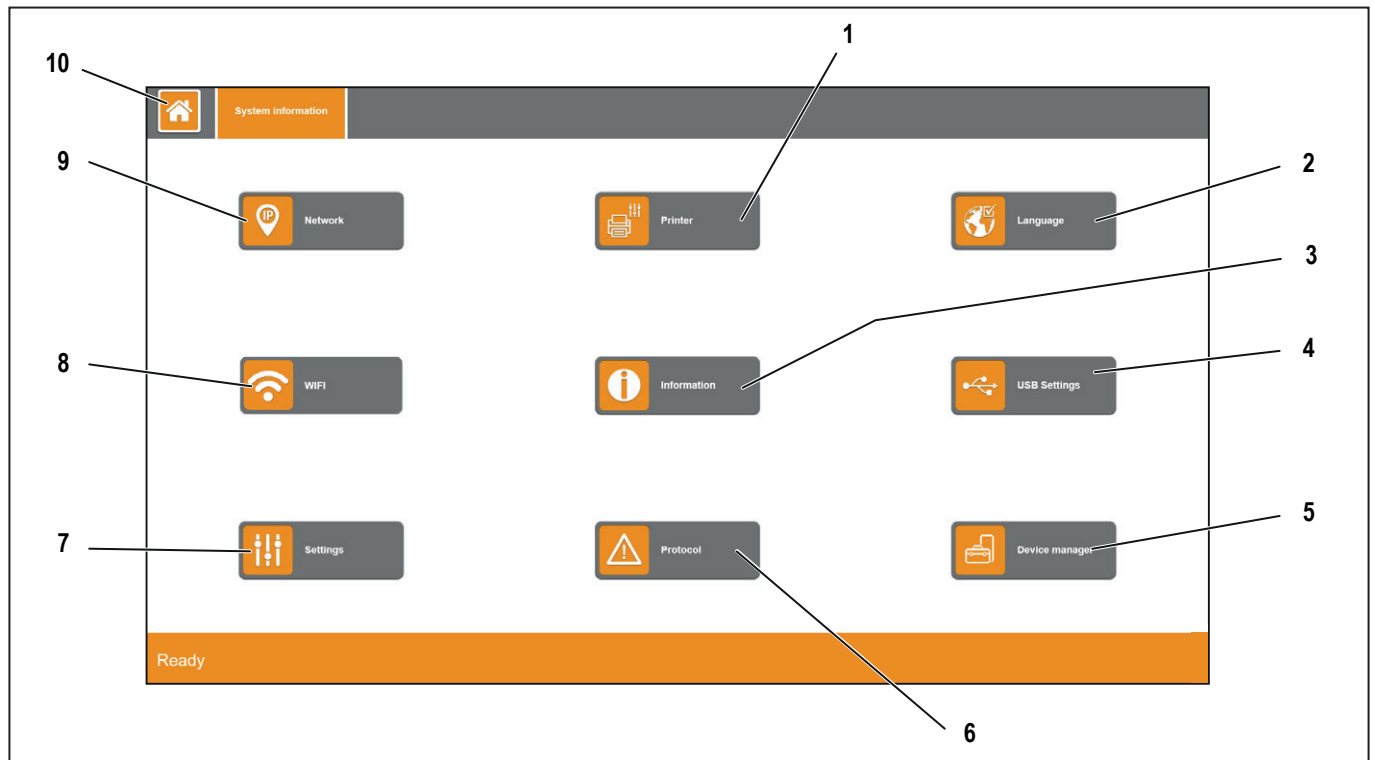 1
10
System information
9
2
IP
Network
Printer
Language
3
8
4
WIFI
Information
USB Settings
7
5
Settings
Protocol
Device manager
Ready
6